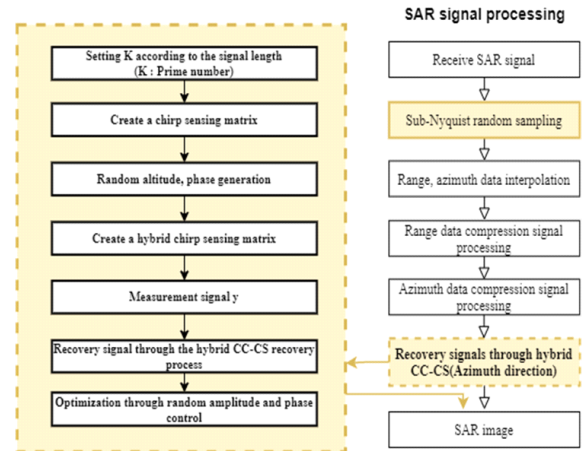 SAR signal processing
Setting K according to the signal length
(K : Prime number)
Create a chirp sensing matrix
Random altitude, phase generation
Create a hybrid chirp sensing matrix
Measurement signal y
Recovery signal through the hybrid CC-CS recovery
process
Optimization through random amplitude and phase
control
Receive SAR signal
Sub-Nyquist random sampling
Range, azimuth data interpolation
Range data compression signal
processing
Azimuth data compression signal
processing
Recovery signals through hybrid
CC-CS(Azimuth direction)
SAR image